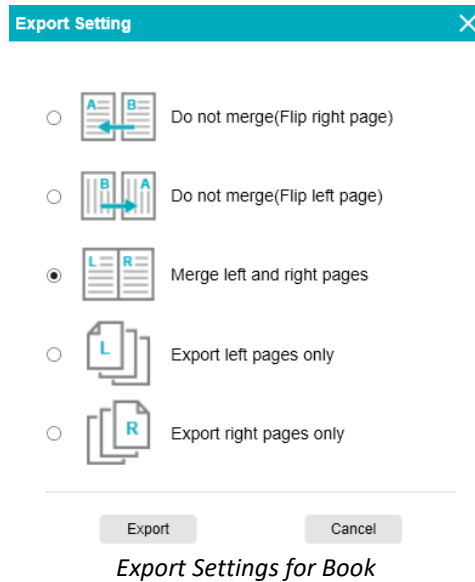 Export Setting
A B
Do not merge(Flip right page)
B A
Do not merge(Flip left page)
L R
Merge left and right pages
L
Export left pages only
R
Export right pages only
Export Cancel
Export Settings for Book